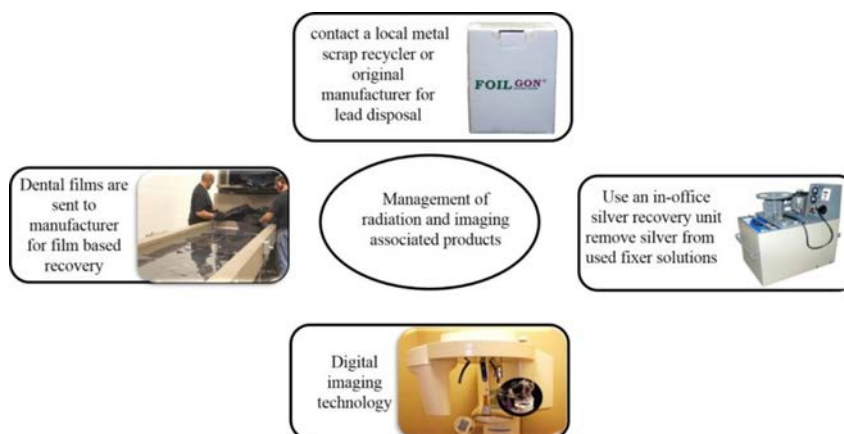 contact a local metal
scrap recycler or
original
manufacturer for
lead disposal
FOIL GON®
Dental films are
sent to
manufacturer
for film based
recovery
Management of
radiation and imaging
associated products
Use an in-office
silver recovery unit
remove silver from
used fixer solutions
Digital
imaging
technology